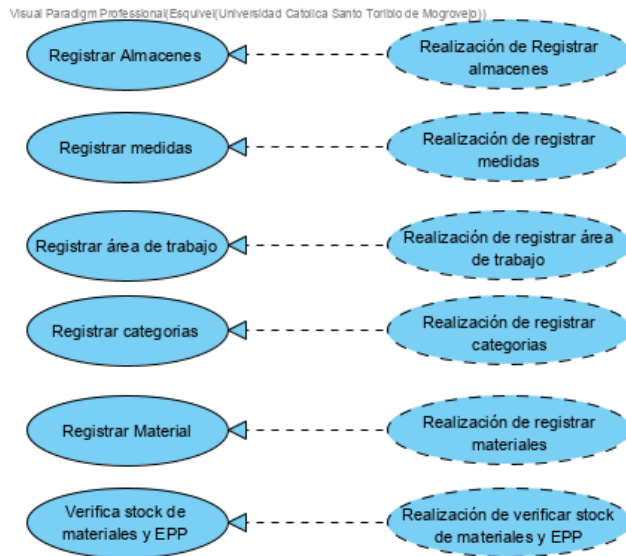 Visual Paradigm Professional(Esquivel(Universidad Catolica Santo Toribio de Mogrovejo))
Registrar Almacenes
Realización de Registrar
almacenes
Registrar medidas
Realización de registrar
medidas
Registrar área de trabajo
Realización de registrar área
de trabajo
Registrar categorias
Realización de registrar
categorias
Registrar Material
Realización de registrar
materiales
Verifica stock de
materiales y EPP
Realización de verificar stock
de materiales y EPP